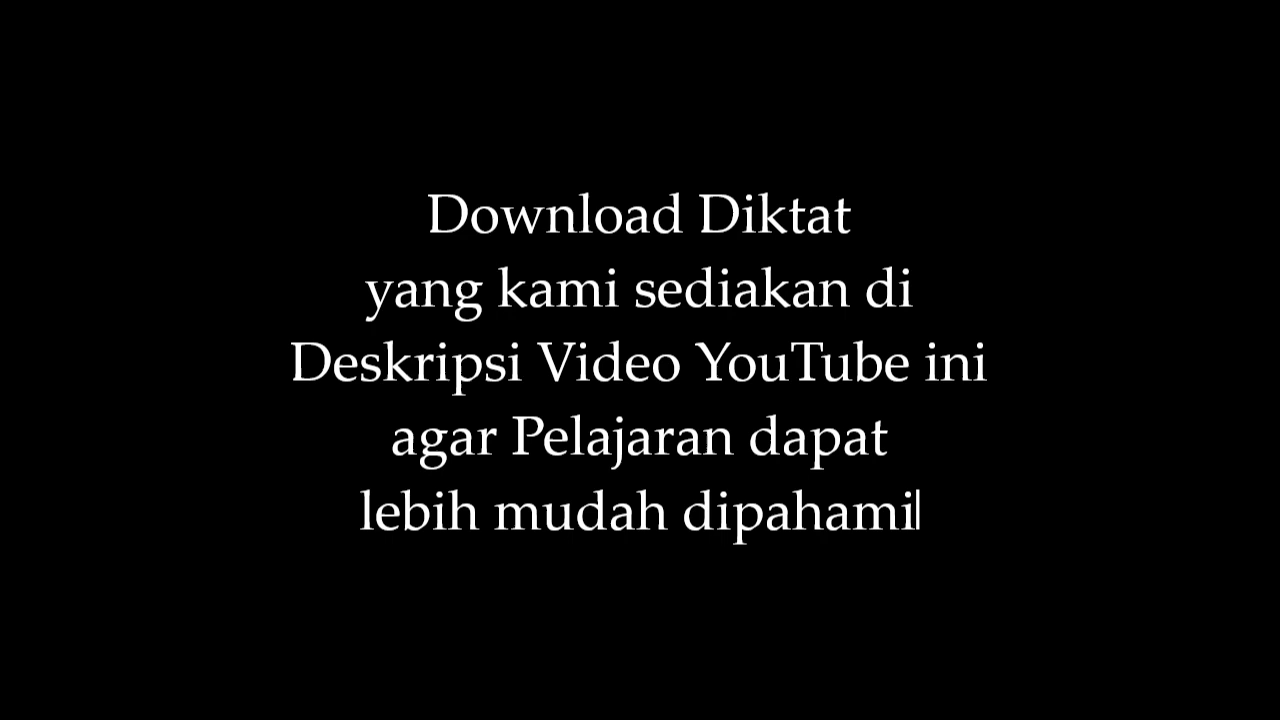 Download Diktat
yang kami sediakan di
Deskripsi Video YouTube ini
agar Pelajaran dapat
lebih mudah dipahami